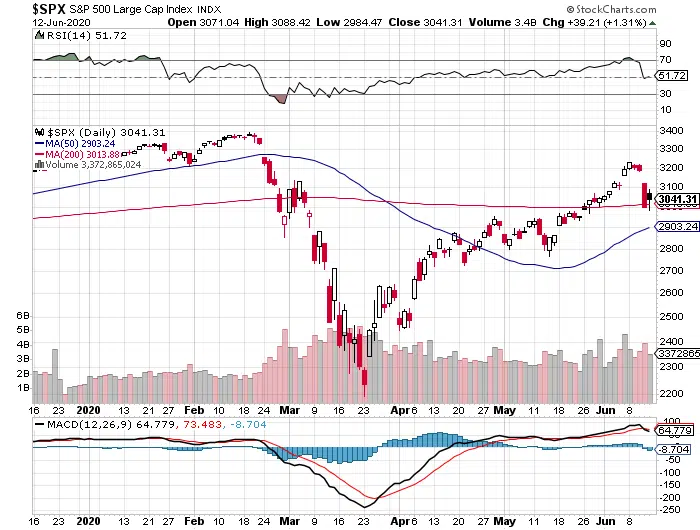 $SPX S&P 500 Large Cap Index INDX © StockCharts.com
12-Jun-2020 Open 3071.04 High 3088.42 Low 2984.47 Close 3041.31 Volume 3.4B Chg +39.21 (+1.31%)
RSI(14) 51.72
90
70
51.72
30
10
$SPX (Daily) 3041.31
MA(50) 2903.24
MA(200) 3013.88
Volume 3,372,865,024
3400
3300
3200
3100
3041.31
2903.24
2800
2700
2600
2500
2400
2300
2200
6B
5B
4B
3B
2B
1B
3372865
16 23 2020 13 21 27 Feb 10 18 24 Mar 9 16 23 Apr 6 13 20 27 May 11 18 26 Jun 8
MACD(12,26,9) 64.779, 73.483, -8.704
64.779
-8.704
-50
-100
-150
-200
-250
16 23 2020 13 21 27 Feb 10 18 24 Mar 9 16 23 Apr 6 13 20 27 May 11 18 26 Jun 8